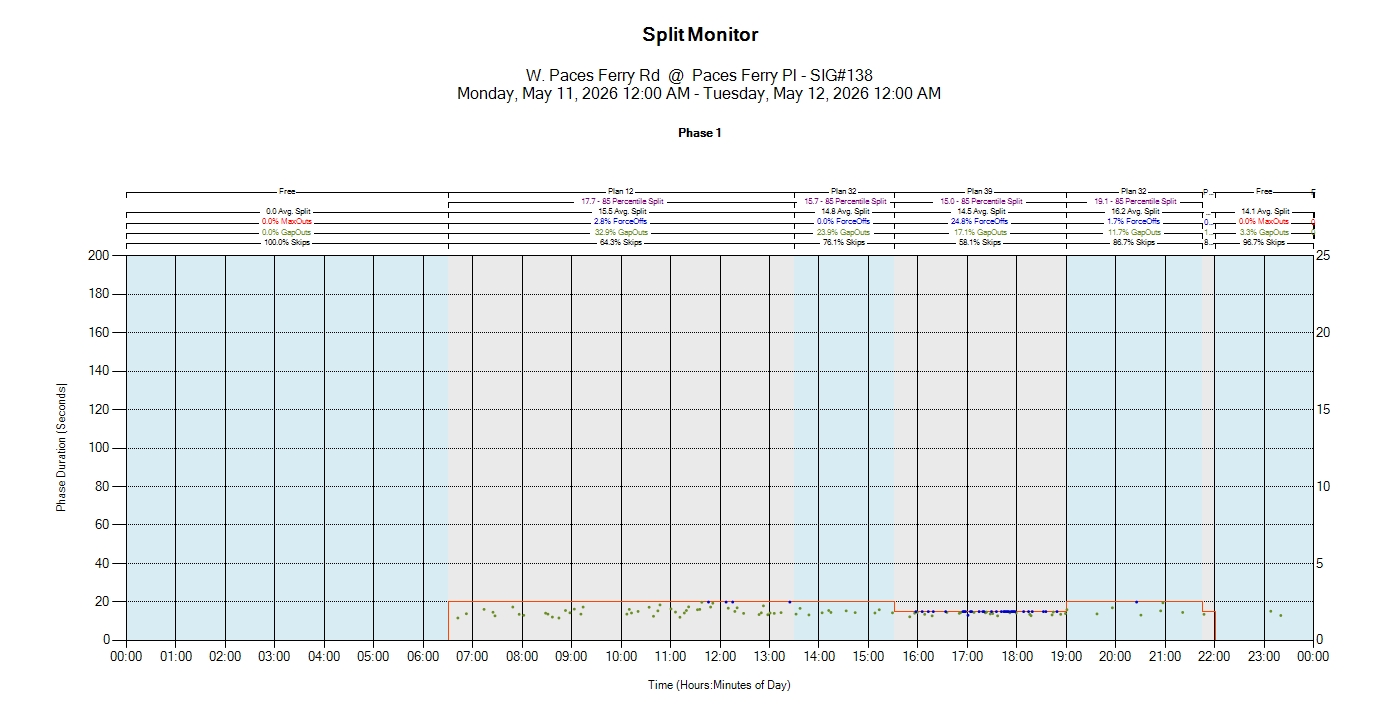 Split Monitor
W. Paces Ferry Rd @ Paces Ferry Pl - SIG#138
Monday, May 11, 2026 12:00 AM - Tuesday, May 12, 2026 12:00 AM
Phase 1
Free Plan 12 Plan 32 Plan 39 Plan 32 P... Free F
17.7 - 85 Percentile Split 15.7 - 85 Percentile Split 15.0 - 85 Percentile Split 19.1 - 85 Percentile Split
0.0 Avg. Split 15.5 Avg. Split 14.8 Avg. Split 14.5 Avg. Split 16.2 Avg. Split ... 14.1 Avg. Split
0.0% MaxOuts 2.8% ForceOffs 0.0% ForceOffs 24.8% ForceOffs 1.7% ForceOffs 0... 0.0% MaxOuts
0.0% GapOuts 32.9% GapOuts 23.9% GapOuts 17.1% GapOuts 11.7% GapOuts 1... 3.3% GapOuts
100.0% Skips 64.3% Skips 76.1% Skips 58.1% Skips 86.7% Skips 8... 96.7% Skips
200 25
180
160 20
140
120 15
100
80 10
60
40 5
20
0 0
Phase Duration (Seconds)
00:00 01:00 02:00 03:00 04:00 05:00 06:00 07:00 08:00 09:00 10:00 11:00 12:00 13:00 14:00 15:00 16:00 17:00 18:00 19:00 20:00 21:00 22:00 23:00 00:00
Time (Hours:Minutes of Day)